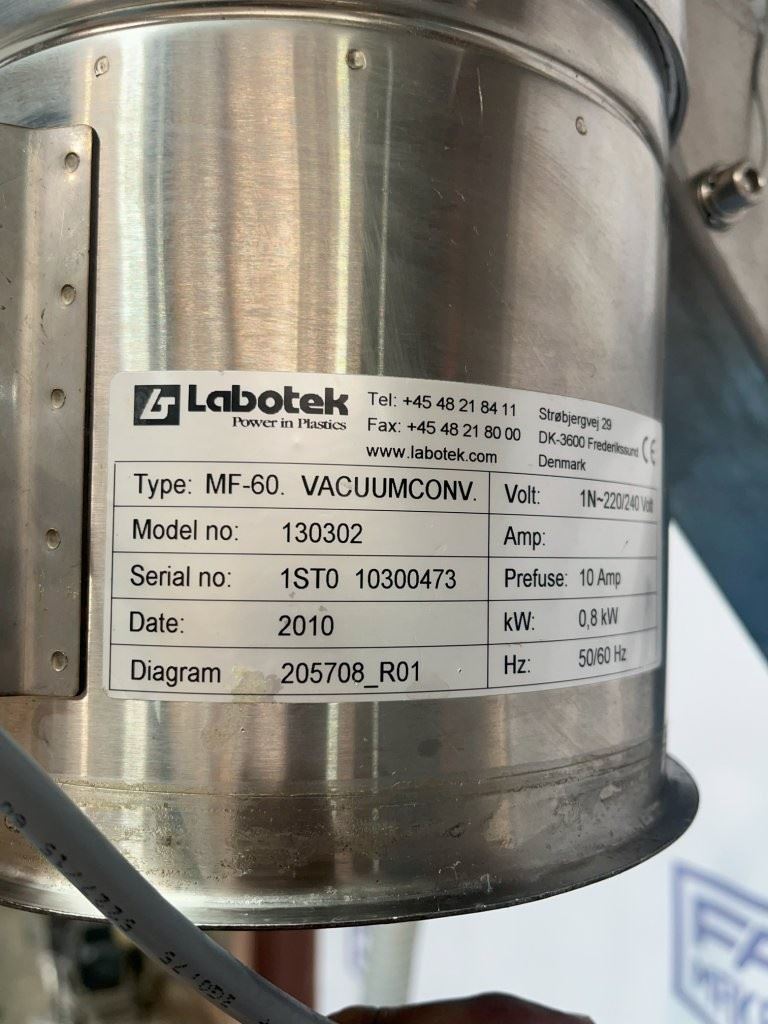 Labotek
Power in Plastics
Tel: +45 48 21 84 11
Fax: +45 48 21 80 00
www.labotek.com
Strøbjergvej 29
DK-3600 Frederikssund
Denmark
CE
Type: MF-60. VACUUMCONV.
Model no: 130302
Serial no: 1ST0 10300473
Date: 2010
Diagram 205708_R01
Volt: 1N~220/240 Volt
Amp:
Prefuse: 10 Amp
kW: 0,8 kW
Hz: 50/60 Hz